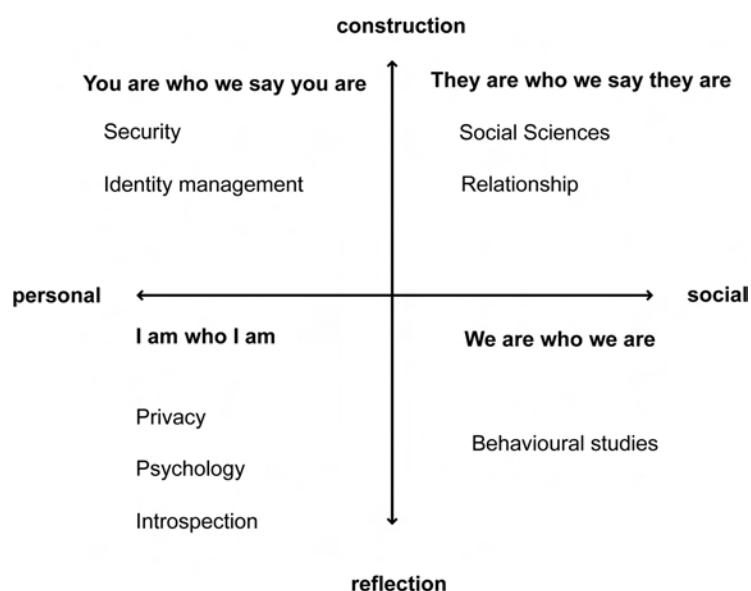 construction
You are who we say you are
They are who we say they are
Security
Social Sciences
Identity management
Relationship
personal
social
I am who I am
We are who we are
Privacy
Behavioural studies
Psychology
Introspection
reflection